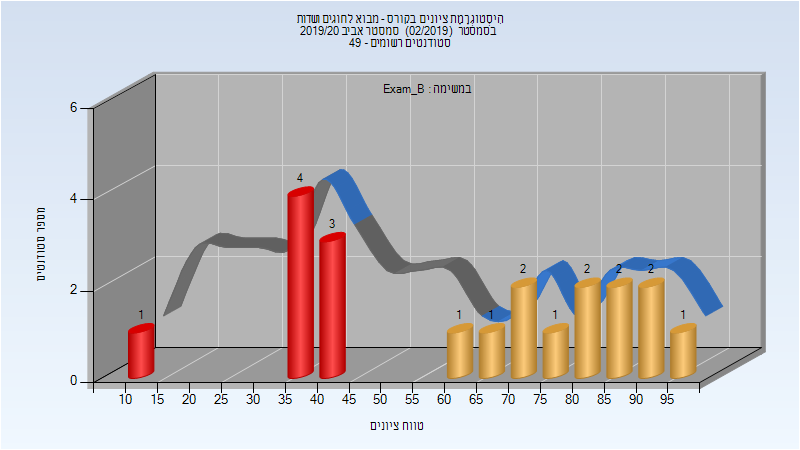 היסטוגרמת ציונים בקורס - מבוא לחוגים ושדות
בסמסטר (02/2019) סמסטר אביב 2019/20
סטודנטים רשומים - 49
במשימה : Exam_B
מספר סטודנטים
6
4
2
0
1
4
3
1
1
2
1
2
2
2
1
10 15 20 25 30 35 40 45 50 55 60 65 70 75 80 85 90 95
טווח ציונים